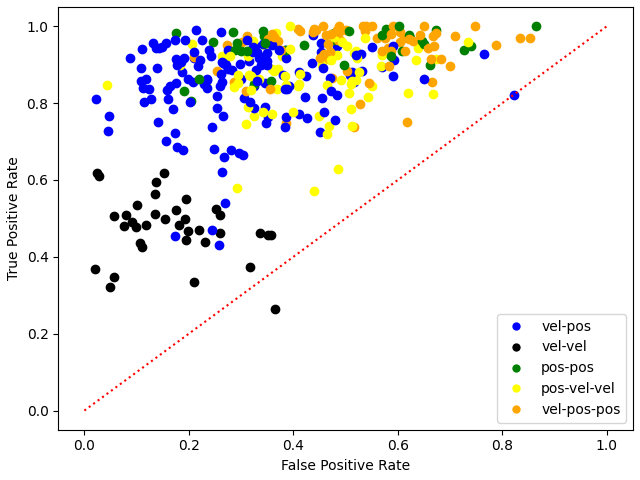 1.0
0.8
0.6
0.4
0.2
0.0
True Positive Rate
0.0 0.2 0.4 0.6 0.8 1.0
False Positive Rate
vel-pos
vel-vel
pos-pos
pos-vel-vel
vel-pos-pos